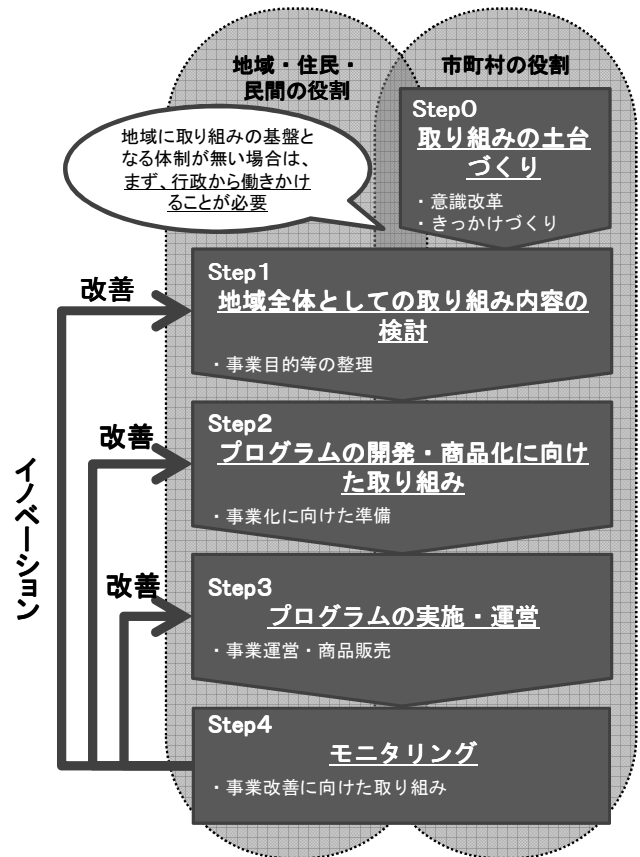 地域・住民・
民間の役割
市町村の役割
地域に取り組みの基盤と
なる体制が無い場合は、
まず、行政から働きかけ
ることが必要
Step0
取り組みの土台
づくり
・意識改革
・きっかけづくり
Step1
地域全体としての取り組み内容の
検討
・事業目的等の整理
改善
Step2
プログラムの開発・商品化に向け
た取り組み
・事業化に向けた準備
改善
イノベーション
Step3
プログラムの実施・運営
・事業運営・商品販売
改善
Step4
モニタリング
・事業改善に向けた取り組み